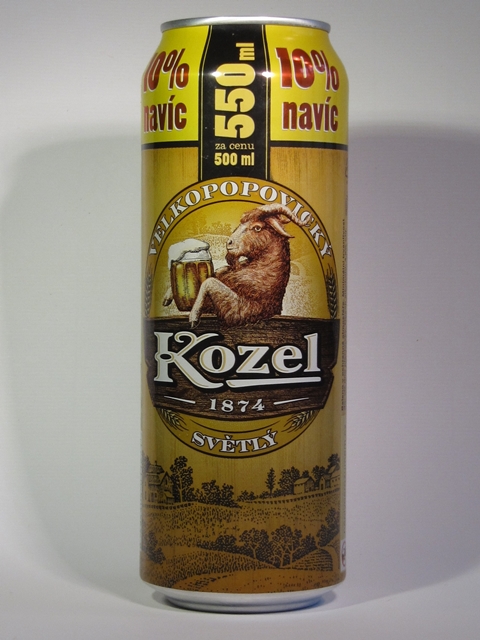 10% navíc
550 ml
za cenu
500 ml
10%
navíc
VELKOPOPOVICKÝ
Kozel
1874
SVĚTLÝ